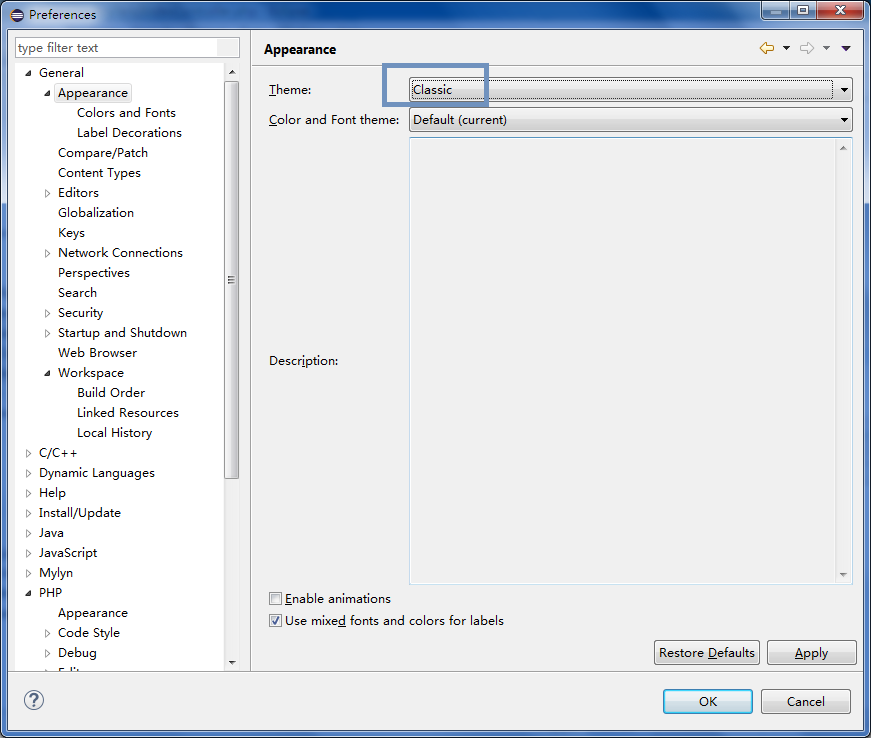 Preferences
type filter text
General
Appearance
Colors and Fonts
Label Decorations
Compare/Patch
Content Types
Editors
Globalization
Keys
Network Connections
Perspectives
Search
Security
Startup and Shutdown
Web Browser
Workspace
Build Order
Linked Resources
Local History
C/C++
Dynamic Languages
Help
Install/Update
Java
JavaScript
Mylyn
PHP
Appearance
Code Style
Debug
Appearance
Theme: Classic
Color and Font theme: Default (current)
Description:
Enable animations
Use mixed fonts and colors for labels
Restore Defaults Apply
? OK Cancel